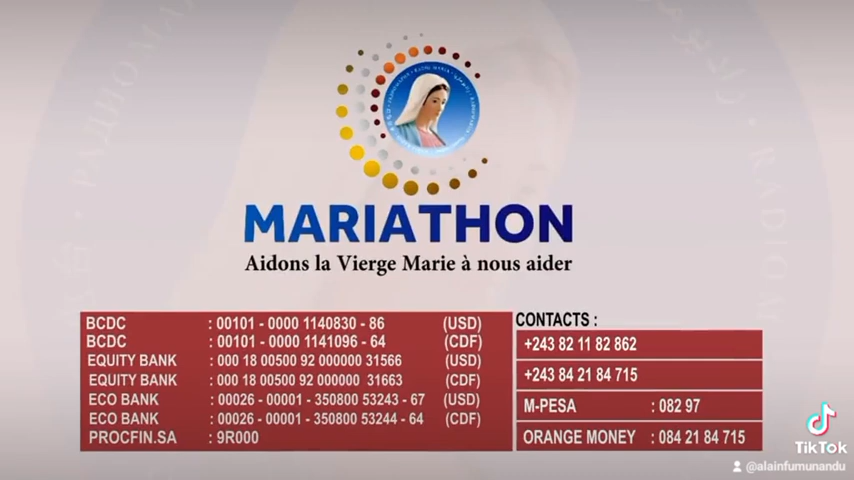 MARIATHON
Aidons la Vierge Marie à nous aider
BCDC : 00101 - 0000 1140830 - 86 (USD)
BCDC : 00101 - 0000 1141096 - 64 (CDF)
EQUITY BANK : 000 18 00500 92 000000 31566 (USD)
EQUITY BANK : 000 18 00500 92 000000 31663 (CDF)
ECO BANK : 00026 - 00001 - 350800 53243 - 67 (USD)
ECO BANK : 00026 - 00001 - 350800 53244 - 64 (CDF)
PROCFIN.SA : 9R000
CONTACTS :
+243 82 11 82 862
+243 84 21 84 715
M-PESA : 082 97
ORANGE MONEY : 084 21 84 715
TikTok
@alainfumunandu